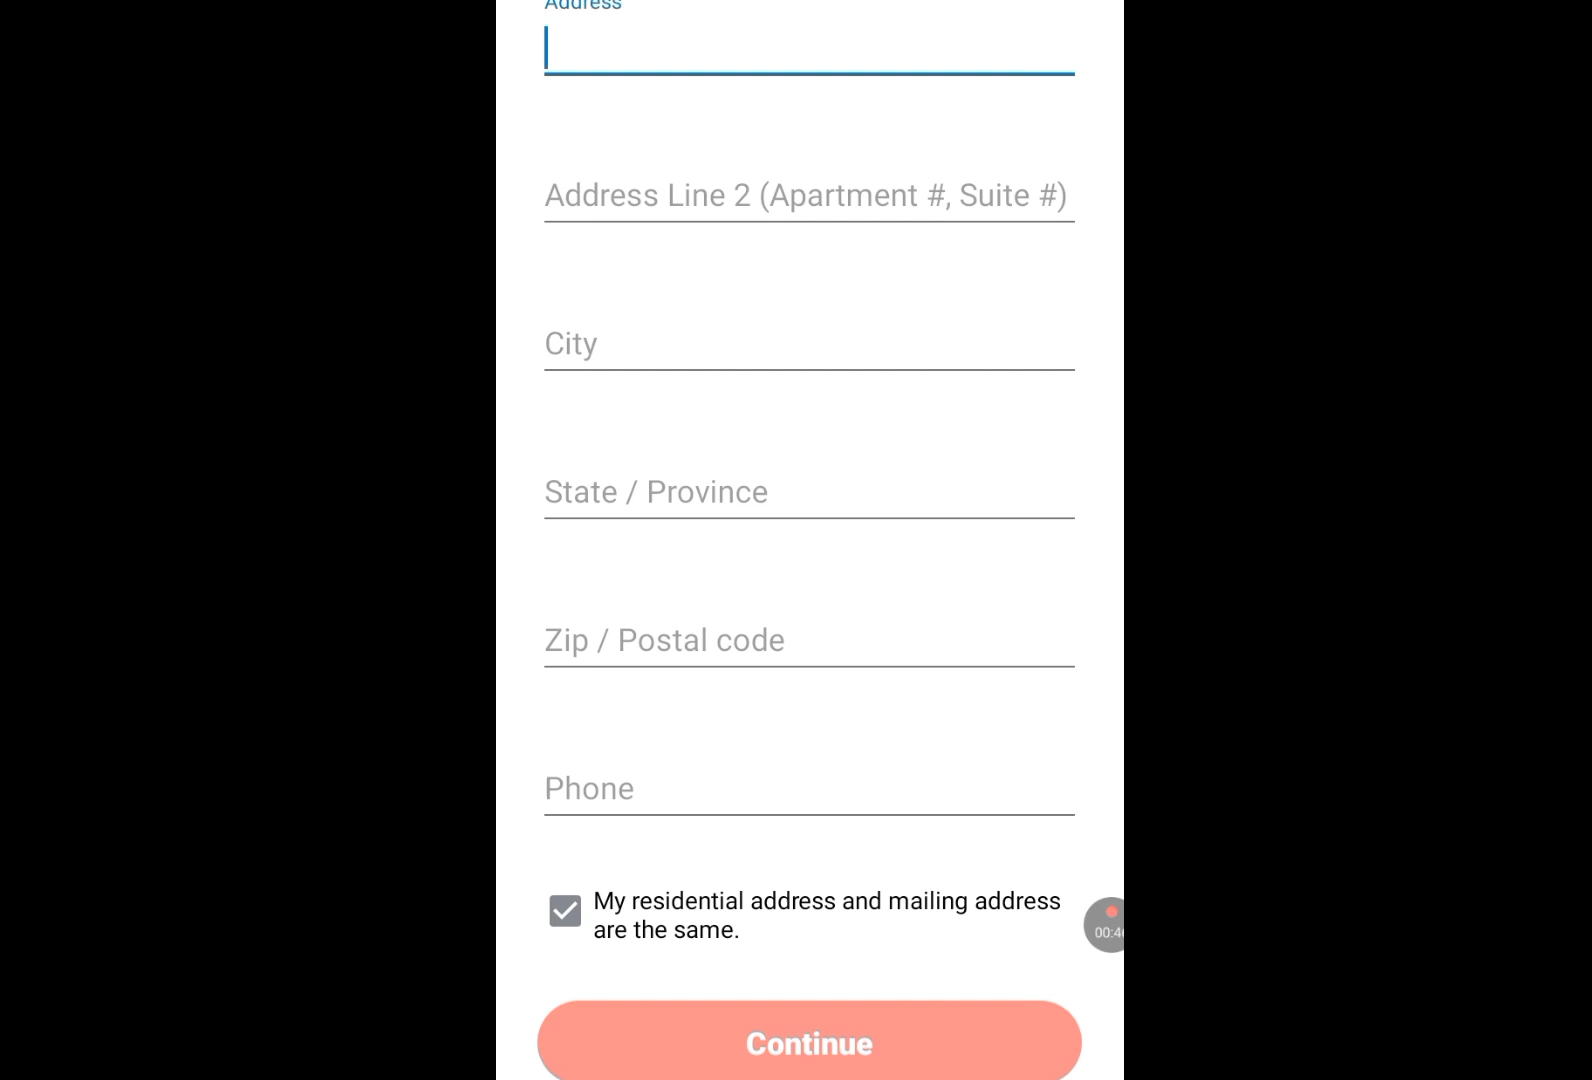 Address
Address Line 2 (Apartment #, Suite #)
City
State / Province
Zip / Postal code
Phone
My residential address and mailing address
are the same.
Continue